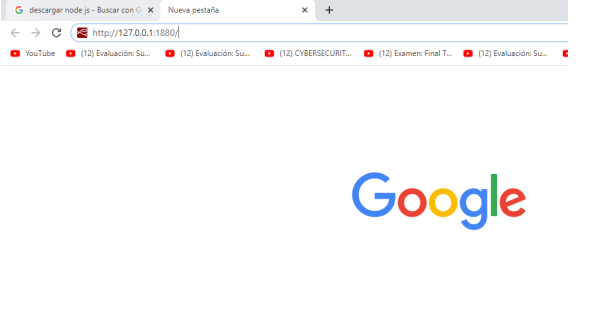 descargar node js - Buscar con G
Nueva pestaña
http://127.0.0.1:1880/
YouTube (12) Evaluación: Su... (12) Evaluación: Su... (12) CYBERSECURIT... (12) Examen: Final T... (12) Evaluación: Su...
Google